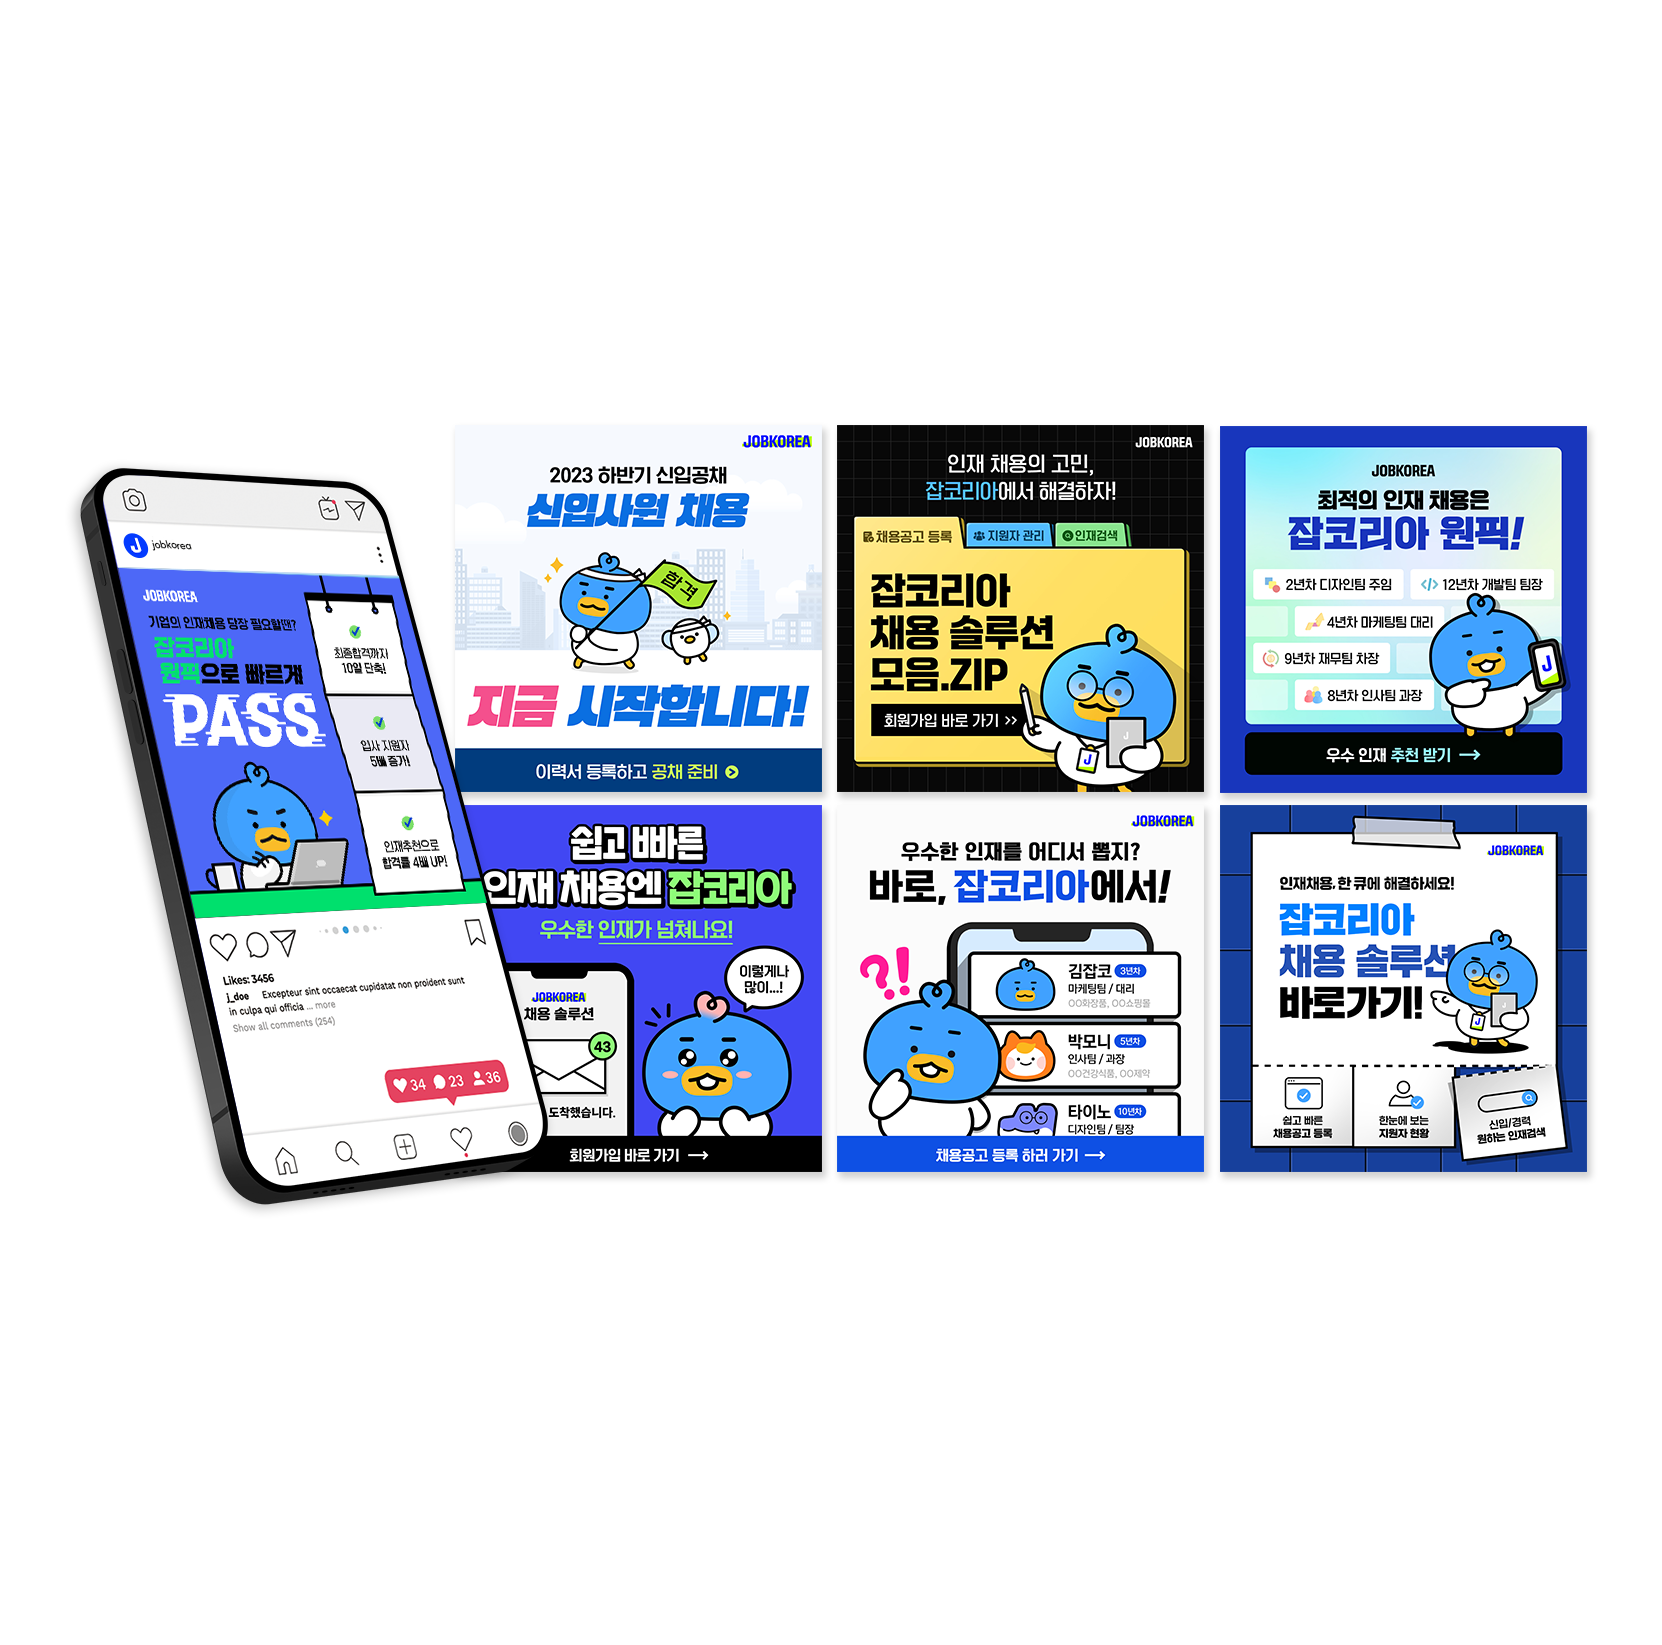 jobkorea
JOBKOREA
기업의 인재채용 당장 필요할땐?
잡코리아
원픽으로 빠르게
PASS
최종합격까지
10일 단축!
입사 지원자
5배 증가!
인재추천으로
합격률 4배 UP!
Likes: 3456
j_doe Excepteur sint occaecat cupidatat non proident sunt
in culpa qui officia ... more
Show all comments (254)
34 23 36
JOBKOREA
2023 하반기 신입공채
신입사원 채용
합격
지금 시작합니다!
이력서 등록하고 공채 준비
JOBKOREA
인재 채용의 고민,
잡코리아에서 해결하자!
채용공고 등록 지원자 관리 인재검색
잡코리아
채용 솔루션
모음.ZIP
회원가입 바로 가기 >>
J
J
JOBKOREA
최적의 인재 채용은
잡코리아 원픽!
2년차 디자인팀 주임 </> 12년차 개발팀 팀장
4년차 마케팅팀 대리
9년차 재무팀 차장
8년차 인사팀 과장
J
우수 인재 추천 받기 →
쉽고 빠른
인재 채용엔 잡코리아
우수한 인재가 넘쳐나요!
이렇게나
많이...!
JOBKOREA
채용 솔루션
43
도착했습니다.
회원가입 바로 가기 →
JOBKOREA
우수한 인재를 어디서 뽑지?
바로, 잡코리아에서!
?!
김잡코 3년차
마케팅팀 / 대리
OO화장품, OO쇼핑몰
박모니 5년차
인사팀 / 과장
OO건강식품, OO제약
타이노 10년차
디자인팀 / 팀장
채용공고 등록 하러 가기 →
JOBKOREA
인재채용, 한 큐에 해결하세요!
잡코리아
채용 솔루션
바로가기!
J
J
쉽고 빠른
채용공고 등록
한눈에 보는
지원자 현황
신입/경력
원하는 인재검색